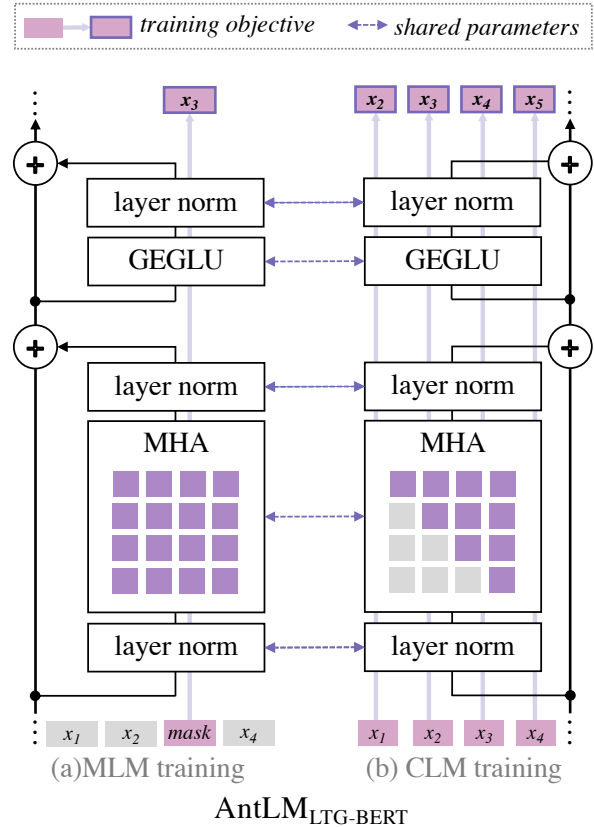 training objective shared parameters
x3 x2 x3 x4 x5
+ +
layer norm layer norm
GEGLU GEGLU
+ +
layer norm layer norm
MHA MHA
layer norm layer norm
x1 x2 mask x4 x1 x2 x3 x4
(a)MLM training (b) CLM training
AntLM LTG-BERT